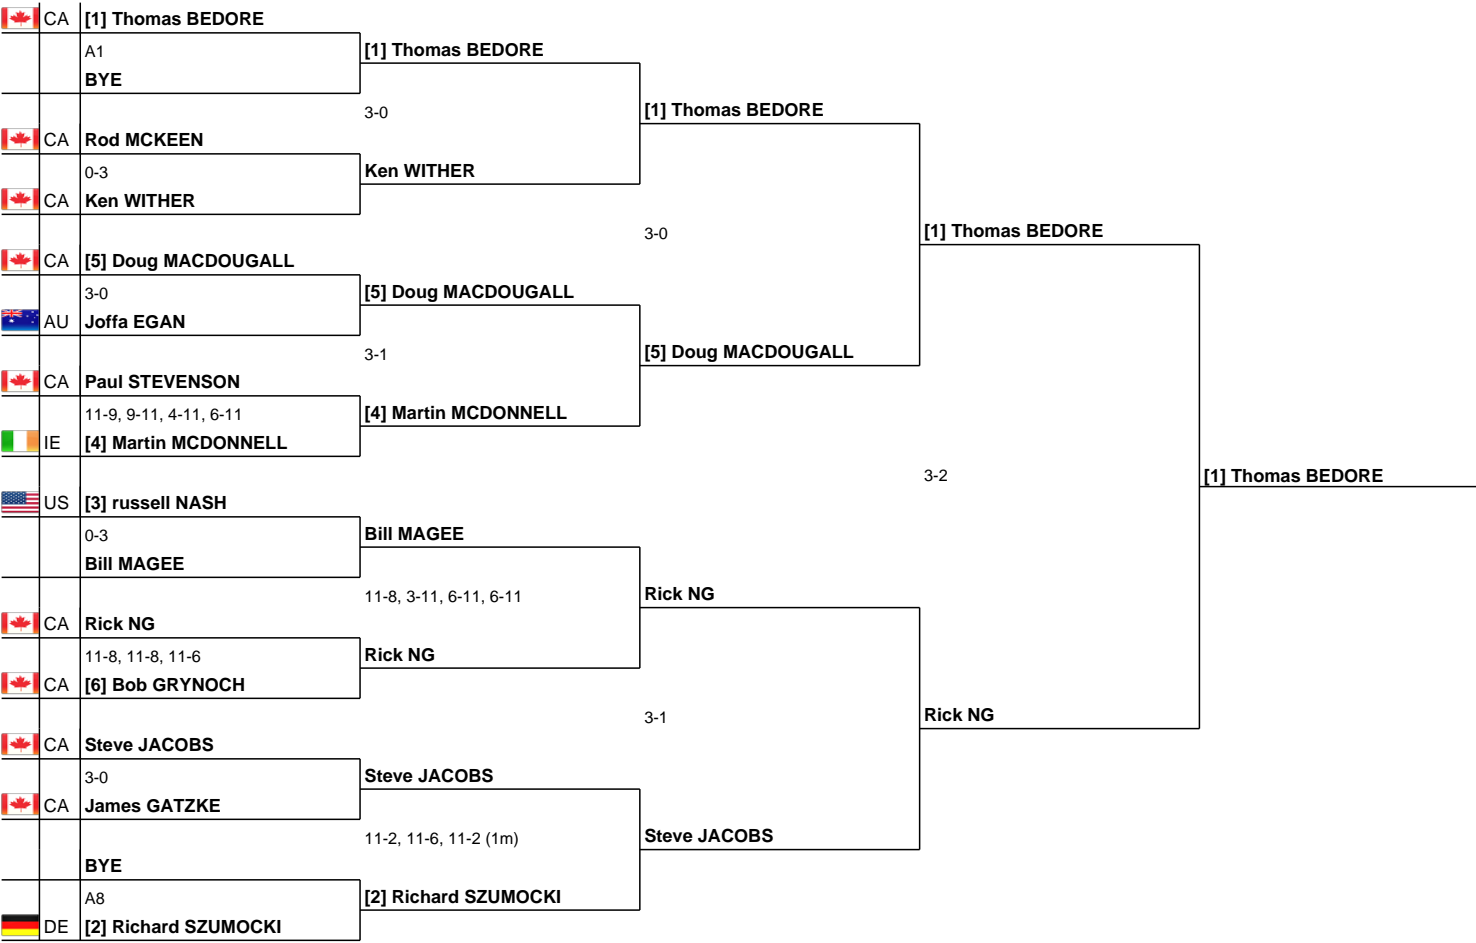 CA [1] Thomas BEDORE
A1
[1] Thomas BEDORE
BYE
3-0
[1] Thomas BEDORE
CA Rod MCKEEN
0-3
Ken WITHER
CA Ken WITHER
3-0
[1] Thomas BEDORE
CA [5] Doug MACDOUGALL
3-0
[5] Doug MACDOUGALL
AU Joffa EGAN
3-1
[5] Doug MACDOUGALL
CA Paul STEVENSON
11-9, 9-11, 4-11, 6-11
[4] Martin MCDONNELL
IE [4] Martin MCDONNELL
3-2
[1] Thomas BEDORE
US [3] russell NASH
0-3
Bill MAGEE
Bill MAGEE
11-8, 3-11, 6-11, 6-11
Rick NG
CA Rick NG
11-8, 11-8, 11-6
Rick NG
CA [6] Bob GRYNOCH
3-1
Rick NG
CA Steve JACOBS
3-0
Steve JACOBS
CA James GATZKE
11-2, 11-6, 11-2 (1m)
Steve JACOBS
BYE
A8
[2] Richard SZUMOCKI
DE [2] Richard SZUMOCKI